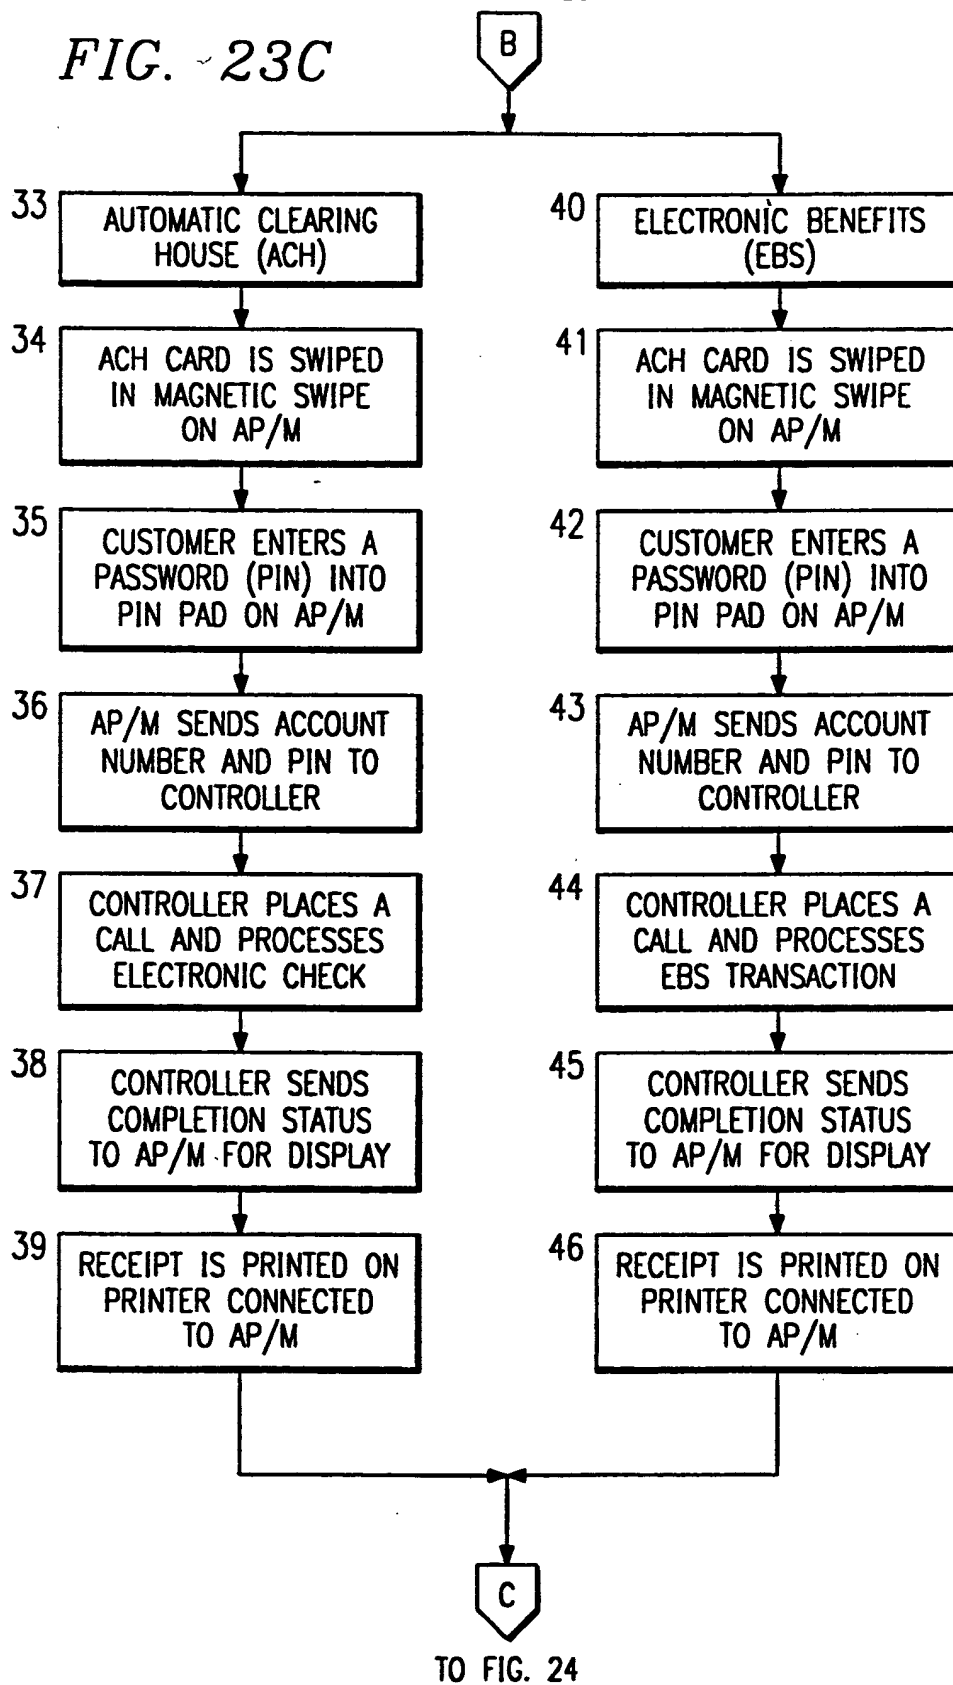 FIG. 23C
B
33
AUTOMATIC CLEARING
HOUSE (ACH)
34
ACH CARD IS SWIPED
IN MAGNETIC SWIPE
ON AP/M
35
CUSTOMER ENTERS A
PASSWORD (PIN) INTO
PIN PAD ON AP/M
36
AP/M SENDS ACCOUNT
NUMBER AND PIN TO
CONTROLLER
37
CONTROLLER PLACES A
CALL AND PROCESSES
ELECTRONIC CHECK
38
CONTROLLER SENDS
COMPLETION STATUS
TO AP/M FOR DISPLAY
39
RECEIPT IS PRINTED ON
PRINTER CONNECTED
TO AP/M
40
ELECTRONIC BENEFITS
(EBS)
41
ACH CARD IS SWIPED
IN MAGNETIC SWIPE
ON AP/M
42
CUSTOMER ENTERS A
PASSWORD (PIN) INTO
PIN PAD ON AP/M
43
AP/M SENDS ACCOUNT
NUMBER AND PIN TO
CONTROLLER
44
CONTROLLER PLACES A
CALL AND PROCESSES
EBS TRANSACTION
45
CONTROLLER SENDS
COMPLETION STATUS
TO AP/M FOR DISPLAY
46
RECEIPT IS PRINTED ON
PRINTER CONNECTED
TO AP/M
C
TO FIG. 24